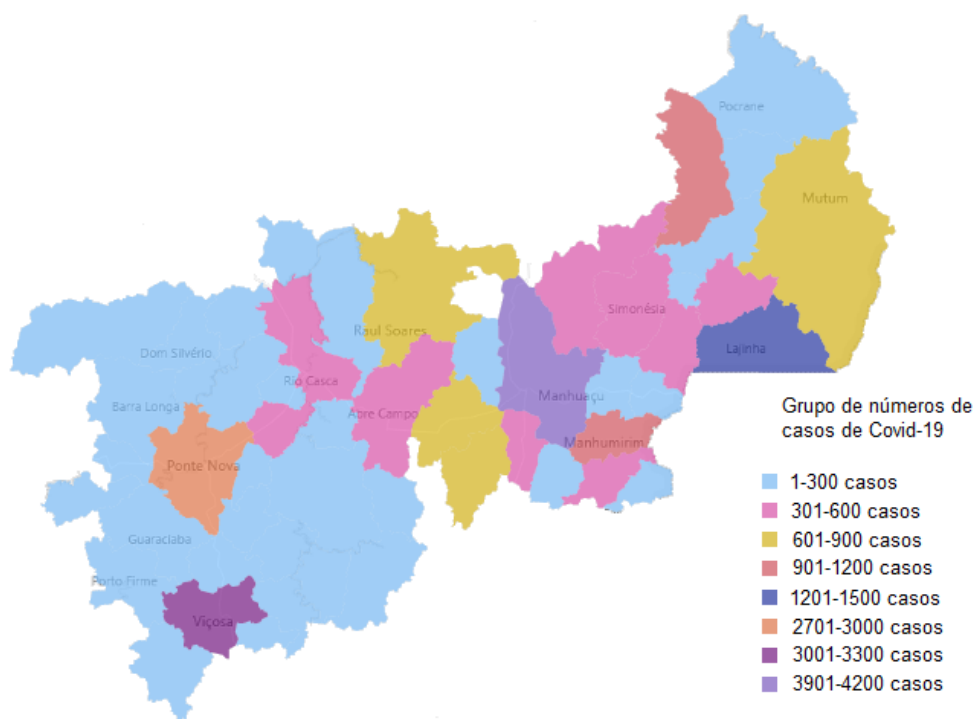 Pocrane
Mutum
Simonésia
Raul Soares
Lajinha
Dom Silvério
Rio Casca
Manhuaçu
Barra Longa
Abre Campo
Manhumirim
Ponte Nova
Guaraciaba
Porto Firme
Viçosa
Grupo de números de
casos de Covid-19
1-300 casos
301-600 casos
601-900 casos
901-1200 casos
1201-1500 casos
2701-3000 casos
3001-3300 casos
3901-4200 casos